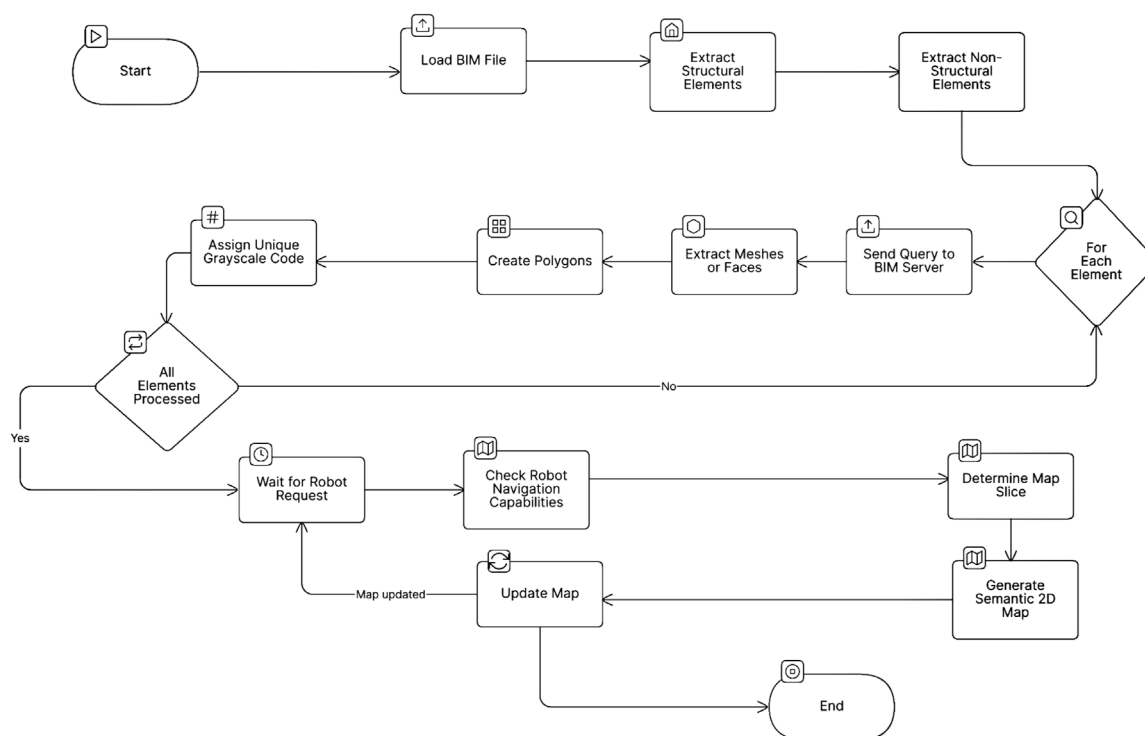 Start
Load BIM File
Extract
Structural
Elements
Extract Non-
Structural
Elements
For
Each
Element
Send Query to
BIM Server
Extract Meshes
or Faces
Create Polygons
#
Assign Unique
Grayscale Code
All
Elements
Processed
No
Yes
Wait for Robot
Request
Check Robot
Navigation
Capabilities
Determine Map
Slice
Generate
Semantic 2D
Map
Update Map
Map updated
End